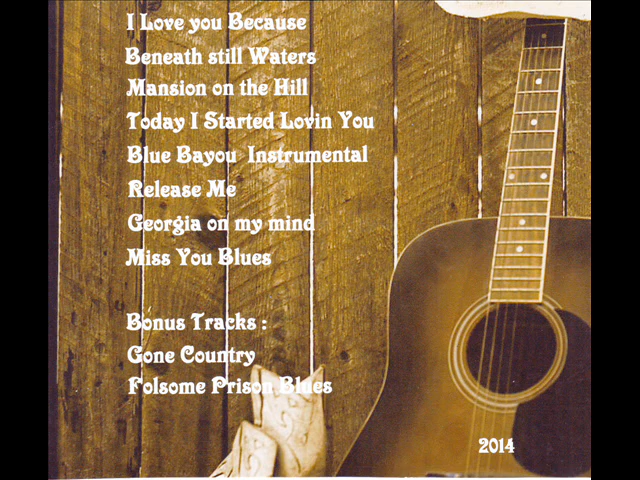 I Love you Because
Beneath still Waters
Mansion on the Hill
Today I Started Lovin You
Blue Bayou Instrumental
Release Me
Georgia on my mind
Miss You Blues
Bonus Tracks :
Gone Country
Folsome Prison Blues
2014